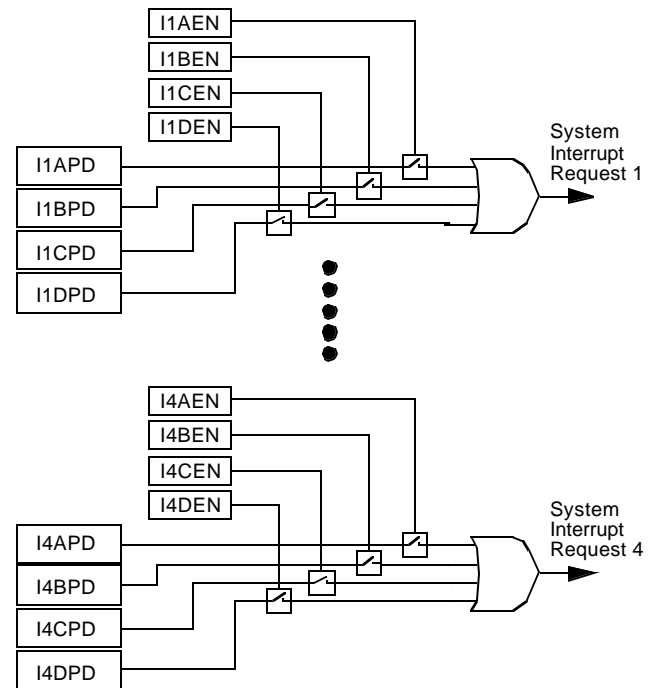 I1AEN
I1BEN
I1CEN
I1DEN
I1APD
I1BPD
I1CPD
I1DPD
System
Interrupt
Request 1
I4AEN
I4BEN
I4CEN
I4DEN
I4APD
I4BPD
I4CPD
I4DPD
System
Interrupt
Request 4